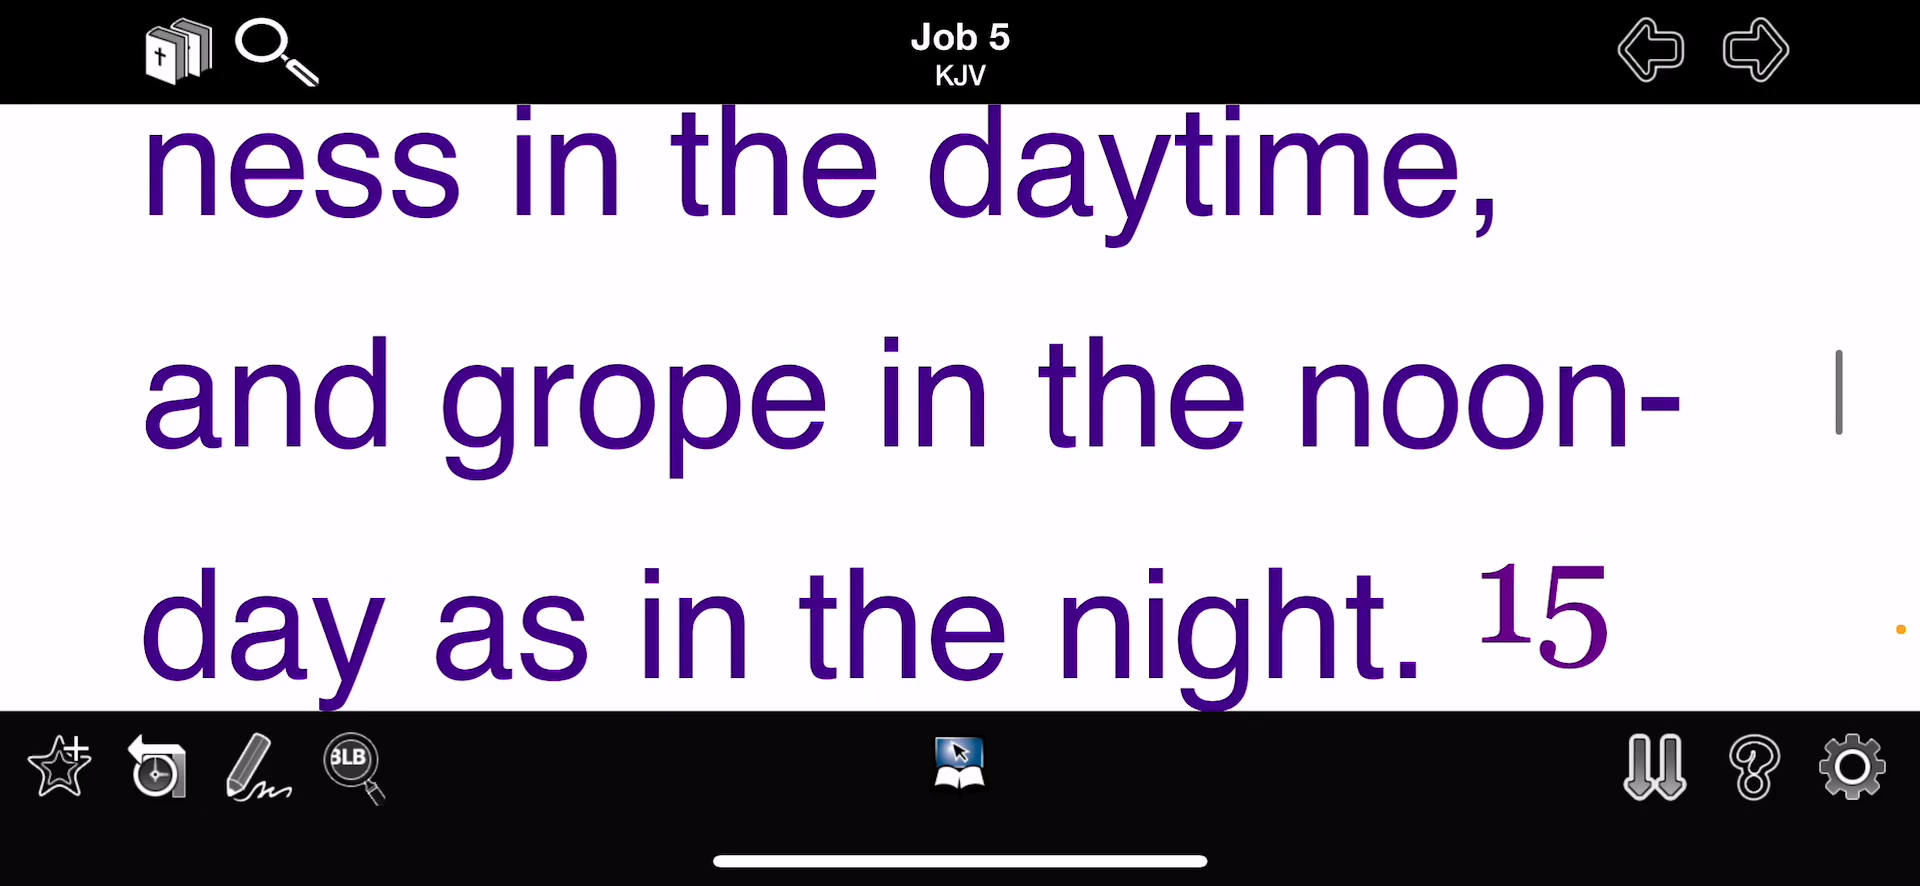 Job 5
KJV
ness in the daytime,
and grope in the noon-
day as in the night. 15
BLB